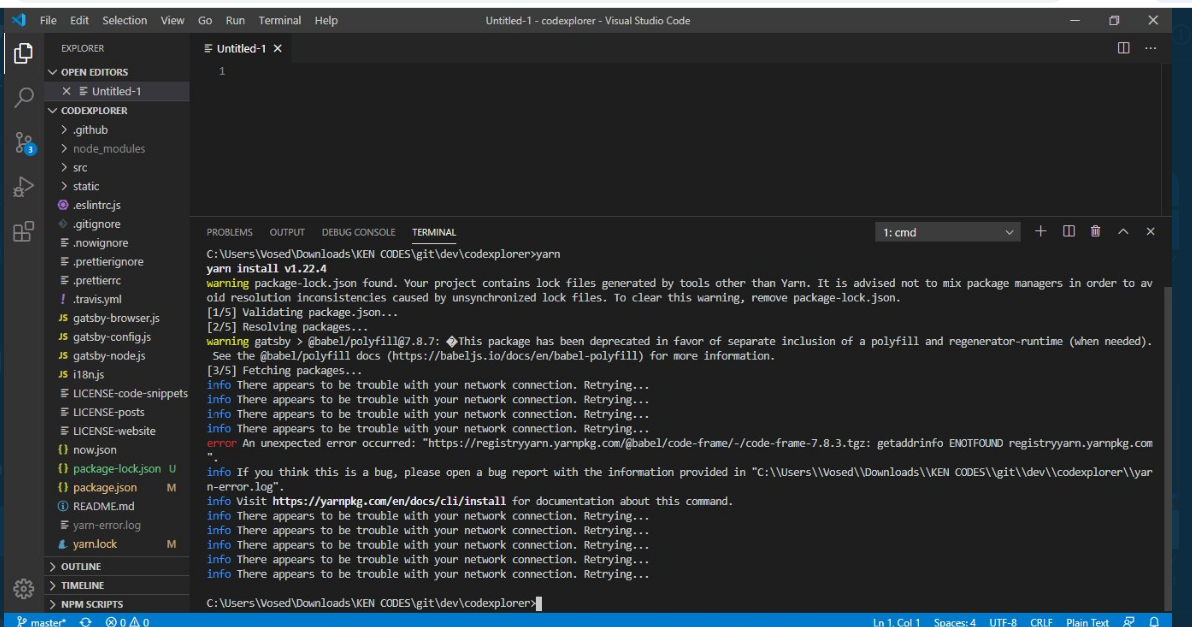 File Edit Selection View Go Run Terminal Help
Untitled-1 - codexplorer - Visual Studio Code
EXPLORER
OPEN EDITORS
Untitled-1
CODEXPLORER
.github
node_modules
src
static
.eslintrc.js
.gitignore
.nowignore
.prettierignore
.prettierrc
.travis.yml
JS gatsby-browser.js
JS gatsby-config.js
JS gatsby-node.js
JS i18n.js
LICENSE-code-snippets
LICENSE-posts
LICENSE-website
{} now.json
{} package-lock.json U
{} package.json M
README.md
yarn-error.log
yarn.lock M
OUTLINE
TIMELINE
NPM SCRIPTS
3
Untitled-1
1
PROBLEMS OUTPUT DEBUG CONSOLE TERMINAL
1: cmd
C:\Users\Vosed\Downloads\KEN CODES\git\dev\codexplorer>yarn
yarn install v1.22.4
warning package-lock.json found. Your project contains lock files generated by tools other than Yarn. It is advised not to mix package managers in order to av
oid resolution inconsistencies caused by unsynchronized lock files. To clear this warning, remove package-lock.json.
[1/5] Validating package.json...
[2/5] Resolving packages...
warning gatsby > @babel/polyfill@7.8.7: �This package has been deprecated in favor of separate inclusion of a polyfill and regenerator-runtime (when needed).
See the @babel/polyfill docs (https://babeljs.io/docs/en/babel-polyfill) for more information.
[3/5] Fetching packages...
info There appears to be trouble with your network connection. Retrying...
info There appears to be trouble with your network connection. Retrying...
info There appears to be trouble with your network connection. Retrying...
info There appears to be trouble with your network connection. Retrying...
error An unexpected error occurred: "https://registryyarn.yarnpkg.com/@babel/code-frame/-/code-frame-7.8.3.tgz: getaddrinfo ENOTFOUND registryyarn.yarnpkg.com
".
info If you think this is a bug, please open a bug report with the information provided in "C:\\Users\\Vosed\\Downloads\\KEN CODES\\git\\dev\\codexplorer\\yar
n-error.log".
info Visit https://yarnpkg.com/en/docs/cli/install for documentation about this command.
info There appears to be trouble with your network connection. Retrying...
info There appears to be trouble with your network connection. Retrying...
info There appears to be trouble with your network connection. Retrying...
info There appears to be trouble with your network connection. Retrying...
info There appears to be trouble with your network connection. Retrying...
C:\Users\Vosed\Downloads\KEN CODES\git\dev\codexplorer>
master* 0 0 Ln 1, Col 1 Spaces: 4 UTF-8 CRLF Plain Text